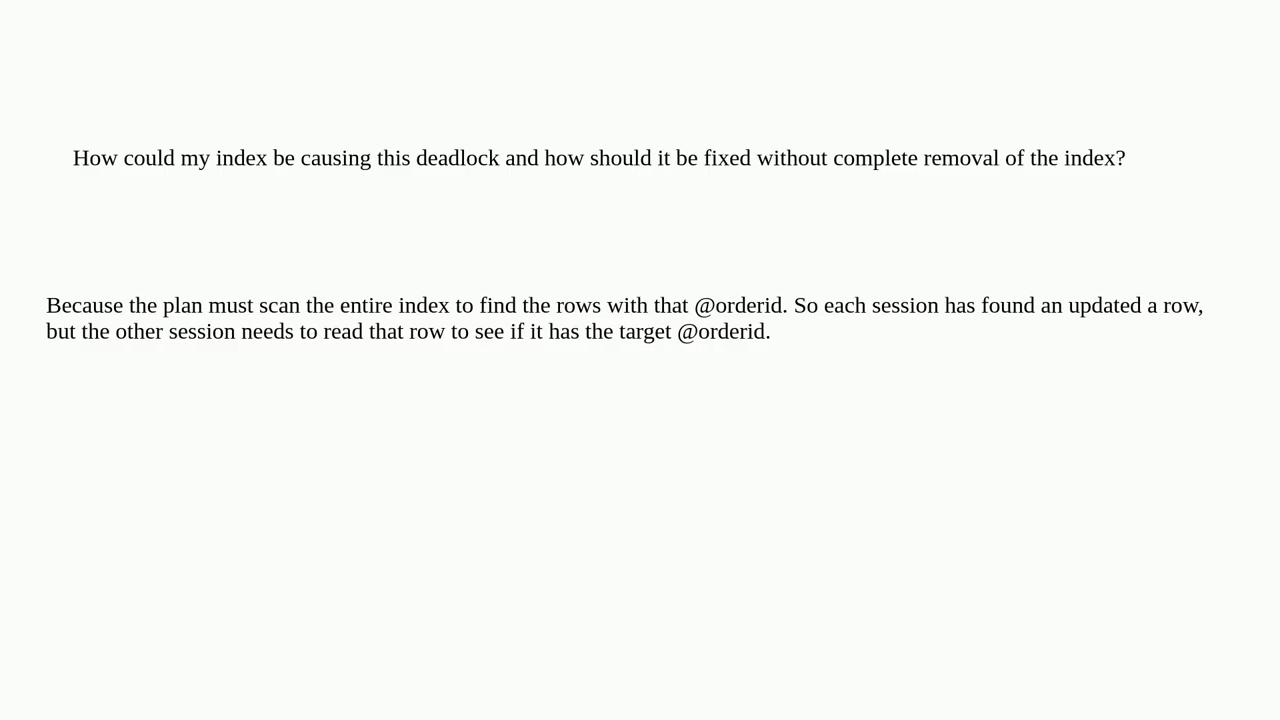 How could my index be causing this deadlock and how should it be fixed without complete removal of the index?
Because the plan must scan the entire index to find the rows with that @orderid. So each session has found an updated a row,
but the other session needs to read that row to see if it has the target @orderid.